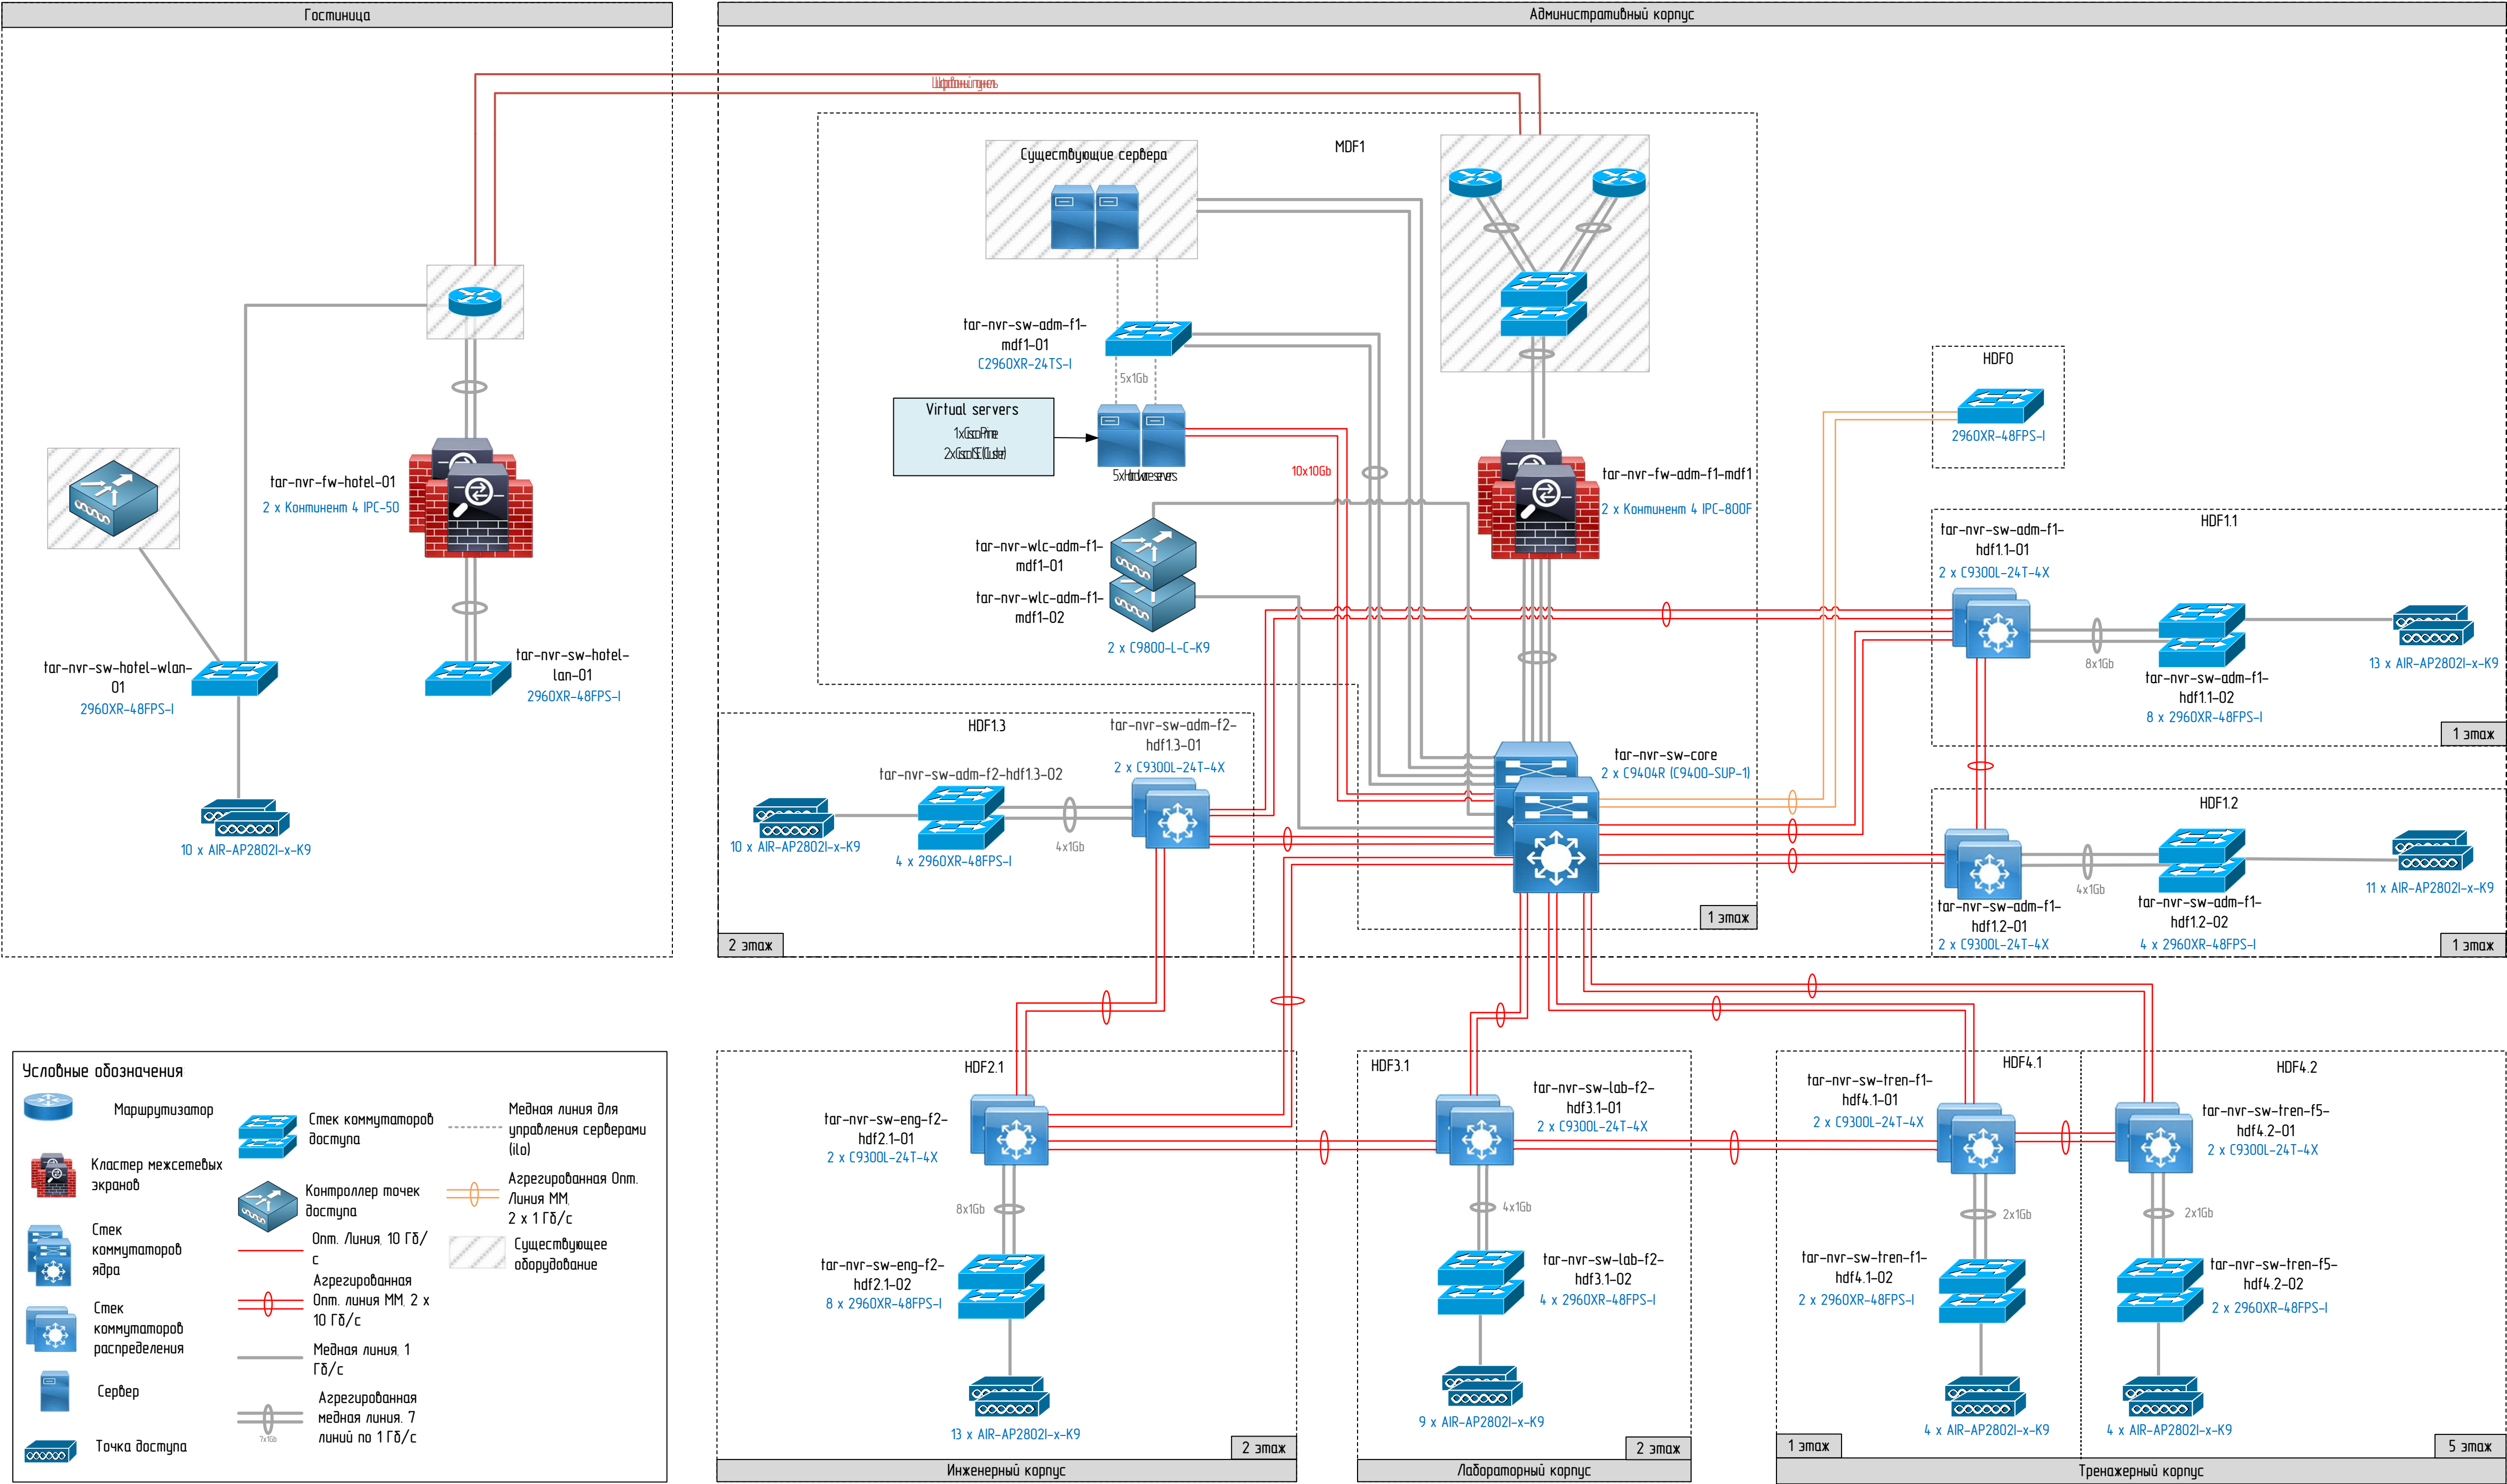 Гостиница
Административный корпус
MDF1
Существующие сервера
tar-nvr-sw-adm-f1-
mdf1-01
C2960XR-24TS-I
5x1Gb
Virtual servers
10x10Gb
tar-nvr-fw-adm-f1-mdf1
2 x Континент 4 IPC-800F
tar-nvr-wlc-adm-f1-
mdf1-01
tar-nvr-wlc-adm-f1-
mdf1-02
2 x C9800-L-C-K9
tar-nvr-sw-core
2 x C9404R (C9400-SUP-1)
1 этаж
tar-nvr-fw-hotel-01
2 x Континент 4 IPC-50
tar-nvr-sw-hotel-wlan-
01
2960XR-48FPS-I
tar-nvr-sw-hotel-
lan-01
2960XR-48FPS-I
10 x AIR-AP2802I-x-K9
HDF0
2960XR-48FPS-I
HDF1.1
tar-nvr-sw-adm-f1-
hdf1.1-01
2 x C9300L-24T-4X
8x1Gb
tar-nvr-sw-adm-f1-
hdf1.1-02
8 x 2960XR-48FPS-I
13 x AIR-AP2802I-x-K9
1 этаж
HDF1.2
4x1Gb
11 x AIR-AP2802I-x-K9
tar-nvr-sw-adm-f1-
hdf1.2-01
2 x C9300L-24T-4X
tar-nvr-sw-adm-f1-
hdf1.2-02
4 x 2960XR-48FPS-I
1 этаж
HDF1.3
tar-nvr-sw-adm-f2-
hdf1.3-01
2 x C9300L-24T-4X
tar-nvr-sw-adm-f2-hdf1.3-02
10 x AIR-AP2802I-x-K9
4 x 2960XR-48FPS-I
4x1Gb
2 этаж
HDF2.1
tar-nvr-sw-eng-f2-
hdf2.1-01
2 x C9300L-24T-4X
8x1Gb
tar-nvr-sw-eng-f2-
hdf2.1-02
8 x 2960XR-48FPS-I
13 x AIR-AP2802I-x-K9
2 этаж
Инженерный корпус
HDF3.1
tar-nvr-sw-lab-f2-
hdf3.1-01
2 x C9300L-24T-4X
4x1Gb
tar-nvr-sw-lab-f2-
hdf3.1-02
4 x 2960XR-48FPS-I
9 x AIR-AP2802I-x-K9
2 этаж
Лабораторный корпус
HDF4.1
tar-nvr-sw-tren-f1-
hdf4.1-01
2 x C9300L-24T-4X
2x1Gb
tar-nvr-sw-tren-f1-
hdf4.1-02
2 x 2960XR-48FPS-I
4 x AIR-AP2802I-x-K9
1 этаж
HDF4.2
tar-nvr-sw-tren-f5-
hdf4.2-01
2 x C9300L-24T-4X
2x1Gb
tar-nvr-sw-tren-f5-
hdf4.2-02
2 x 2960XR-48FPS-I
4 x AIR-AP2802I-x-K9
5 этаж
Тренажерный корпус
Условные обозначения
Маршрутизатор
Кластер межсетевых
экранов
Стек
коммутаторов
ядра
Стек
коммутаторов
распределения
Сервер
Точка доступа
Стек коммутаторов
доступа
Контроллер точек
доступа
Опт. Линия, 10 Гб/
с
Агрегированная
Опт. линия ММ, 2 x
10 Гб/с
Медная линия, 1
Гб/с
Агрегированная
медная линия. 7
линий по 1 Гб/с
7x1Gb
Медная линия для
управления серверами
(ilo)
Агрегированная Опт.
Линия ММ,
2 x 1 Гб/с
Существующее
оборудование